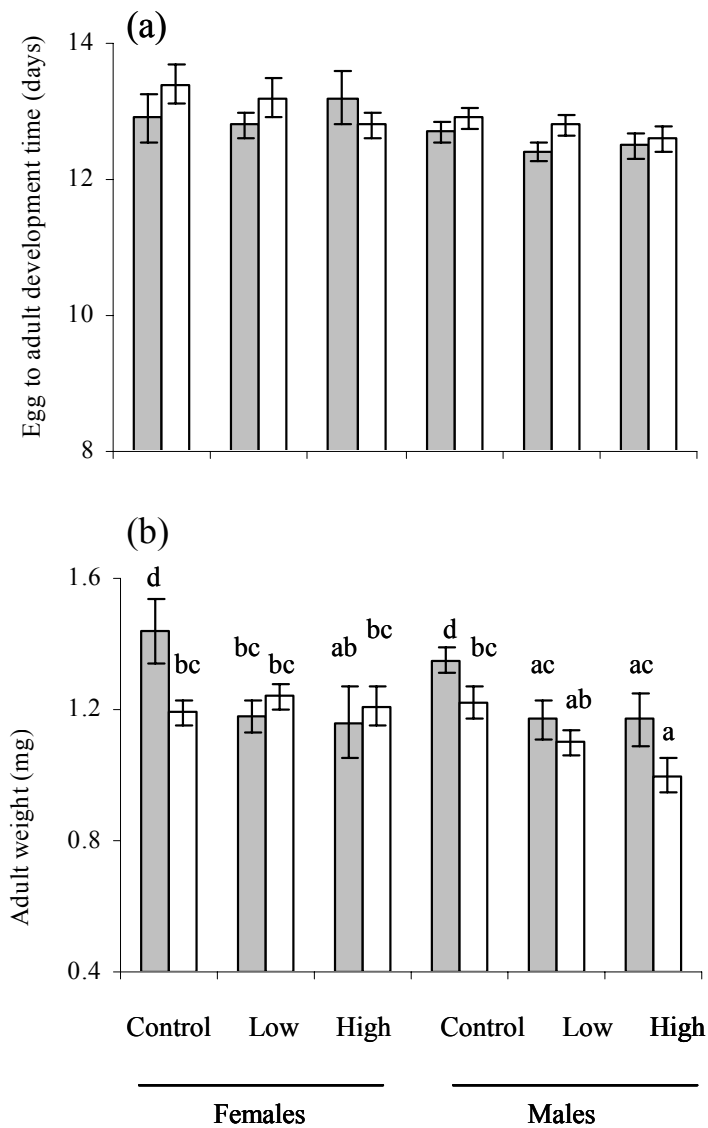 (a)
14
12
10
8
Egg to adult development time (days)
(b)
1.6
1.2
0.8
0.4
Adult weight (mg)
d
bc
bc
bc
ab
bc
d
bc
ac
ab
ac
a
Control Low High Control Low High
Females Males